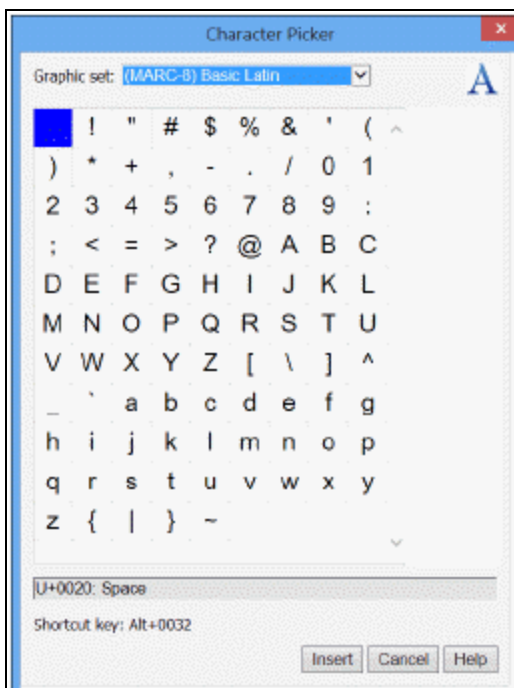 Character Picker
x
Graphic set: (MARC-8) Basic Latin
A
! " # $ % & ' (
) * + , - . / 0 1
2 3 4 5 6 7 8 9 :
; < = > ? @ A B C
D E F G H I J K L
M N O P Q R S T U
V W X Y Z [ \ ] ^
_ ` a b c d e f g
h i j k l m n o p
q r s t u v w x y
z { | } ~
U+0020: Space
Shortcut key: Alt+0032
Insert Cancel Help